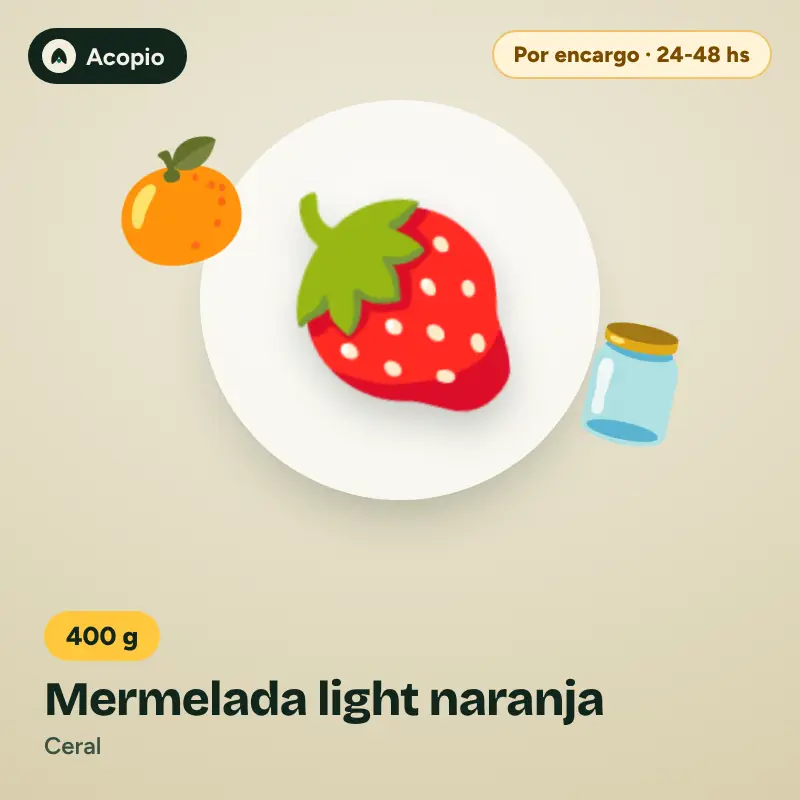 Acopio
Por encargo · 24-48 hs
400 g
Mermelada light naranja
Ceral